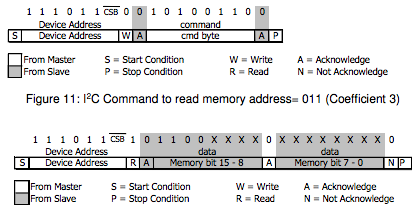 1 1 1 0 1 1 CSB 0 0 1 0 1 0 0 1 1 0 0
Device Address command
S Device Address W A cmd byte A P
From Master S = Start Condition W = Write A = Acknowledge
From Slave P = Stop Condition R = Read N = Not Acknowledge
Figure 11: I²C Command to read memory address= 011 (Coefficient 3)
1 1 1 0 1 1 CSB 1 0 1 1 0 0 X X X X 0 X X X X X X X X 0
Device Address data data
S Device Address R A Memory bit 15 - 8 A Memory bit 7 - 0 N P
From Master S = Start Condition W = Write A = Acknowledge
From Slave P = Stop Condition R = Read N = Not Acknowledge